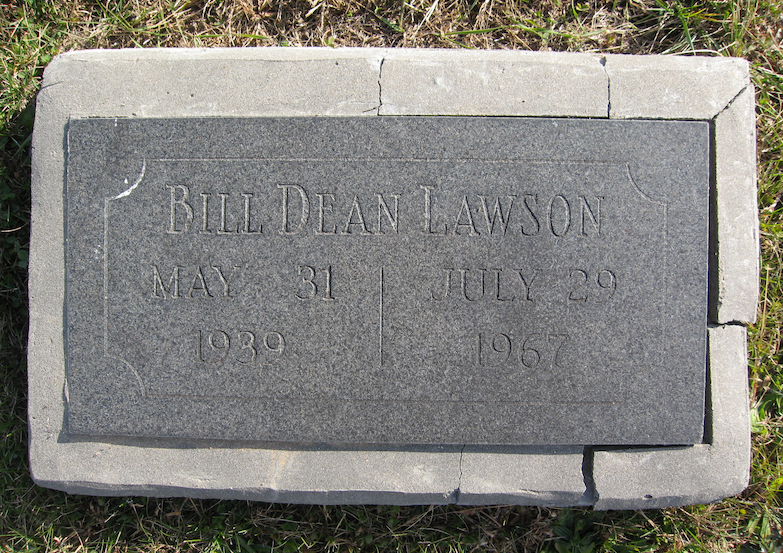 BILL DEAN LAWSON
MAY 31 JULY 29
1939 1967